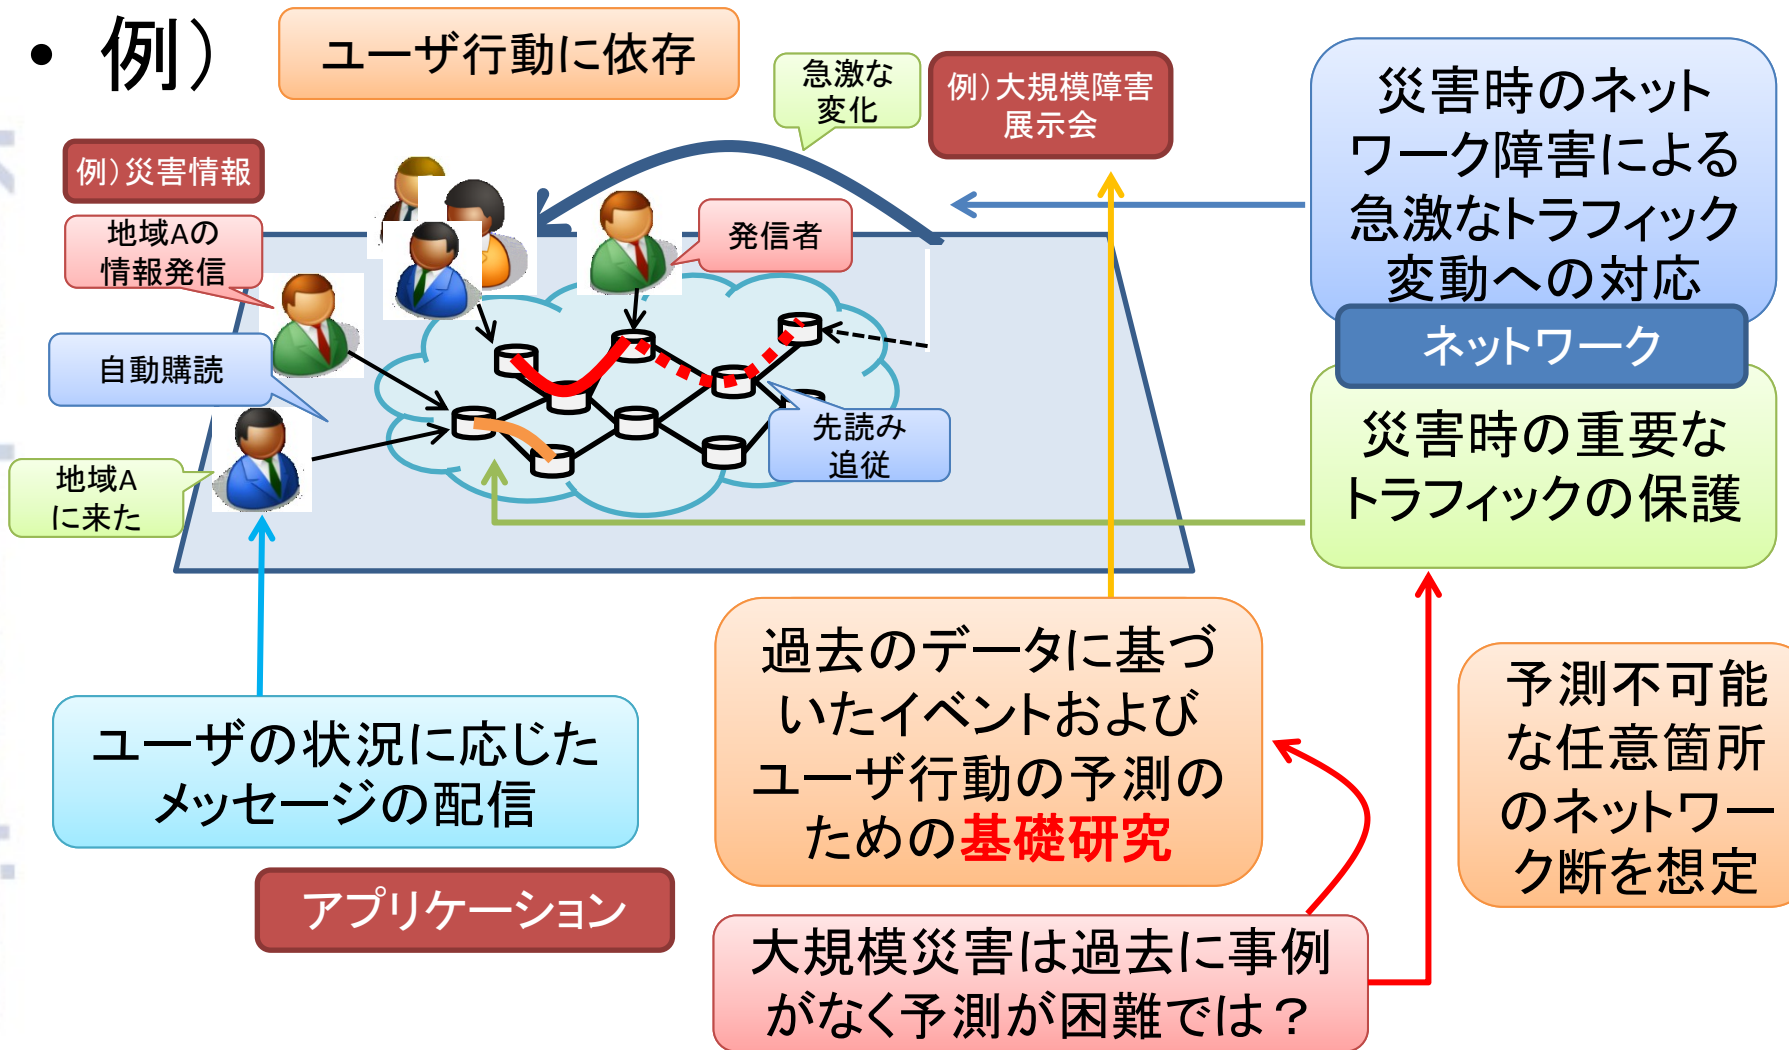 • 例）
ユーザ行動に依存
急激な
変化
例）大規模障害
展示会
災害時のネット
ワーク障害による
急激なトラフィック
変動への対応
例）災害情報
地域Aの
情報発信
発信者
ネットワーク
自動購読
災害時の重要な
トラフィックの保護
先読み
追従
地域A
に来た
過去のデータに基づ
いたイベントおよび
ユーザ行動の予測の
ための基礎研究
予測不可能
な任意箇所
のネットワー
ク断を想定
ユーザの状況に応じた
メッセージの配信
アプリケーション
大規模災害は過去に事例
がなく予測が困難では？